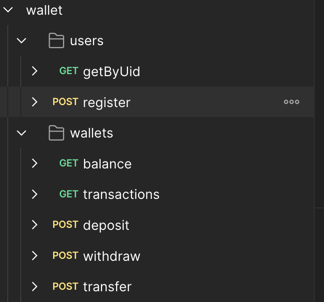 wallet
users
GET getByUid
POST register
wallets
GET balance
GET transactions
POST deposit
POST withdraw
POST transfer